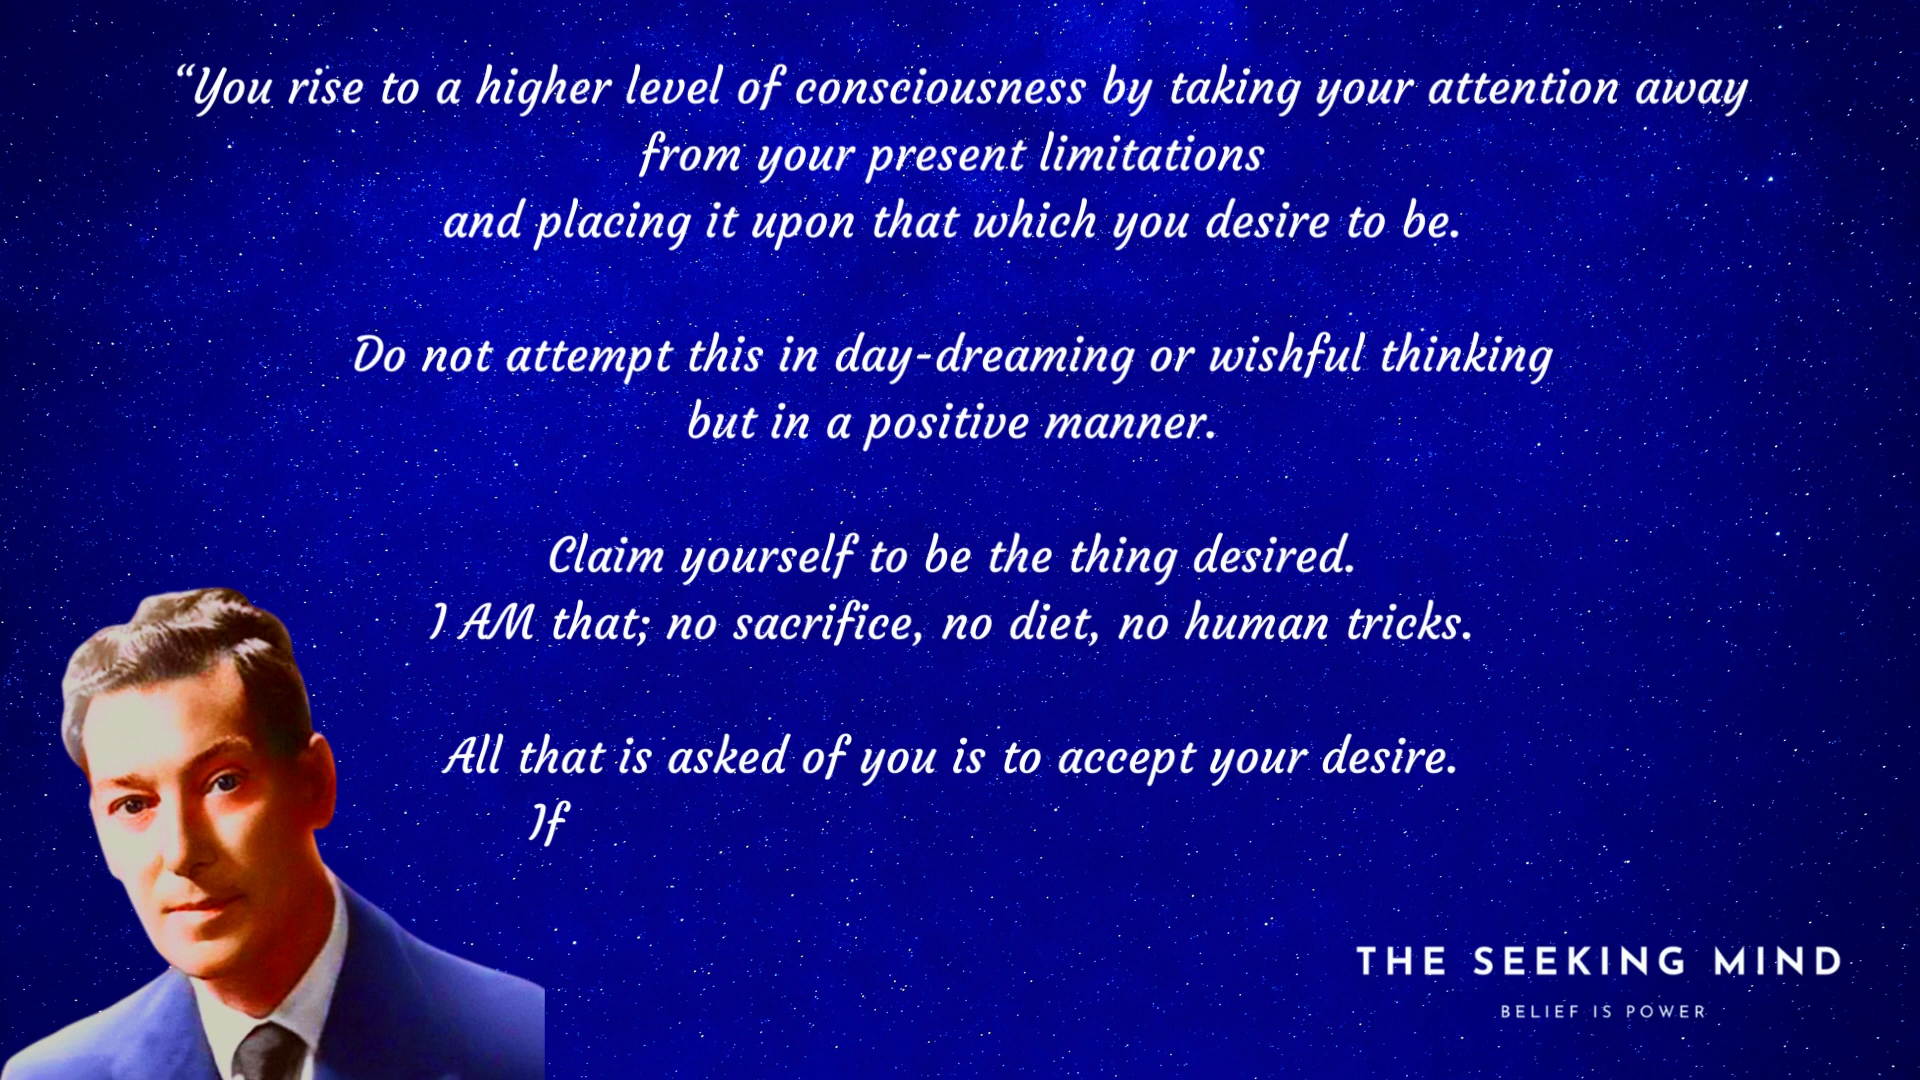 “You rise to a higher level of consciousness by taking your attention away
from your present limitations
and placing it upon that which you desire to be.
Do not attempt this in day-dreaming or wishful thinking
but in a positive manner.
Claim yourself to be the thing desired.
I AM that; no sacrifice, no diet, no human tricks.
All that is asked of you is to accept your desire.
If
THE SEEKING MIND
BELIEF IS POWER